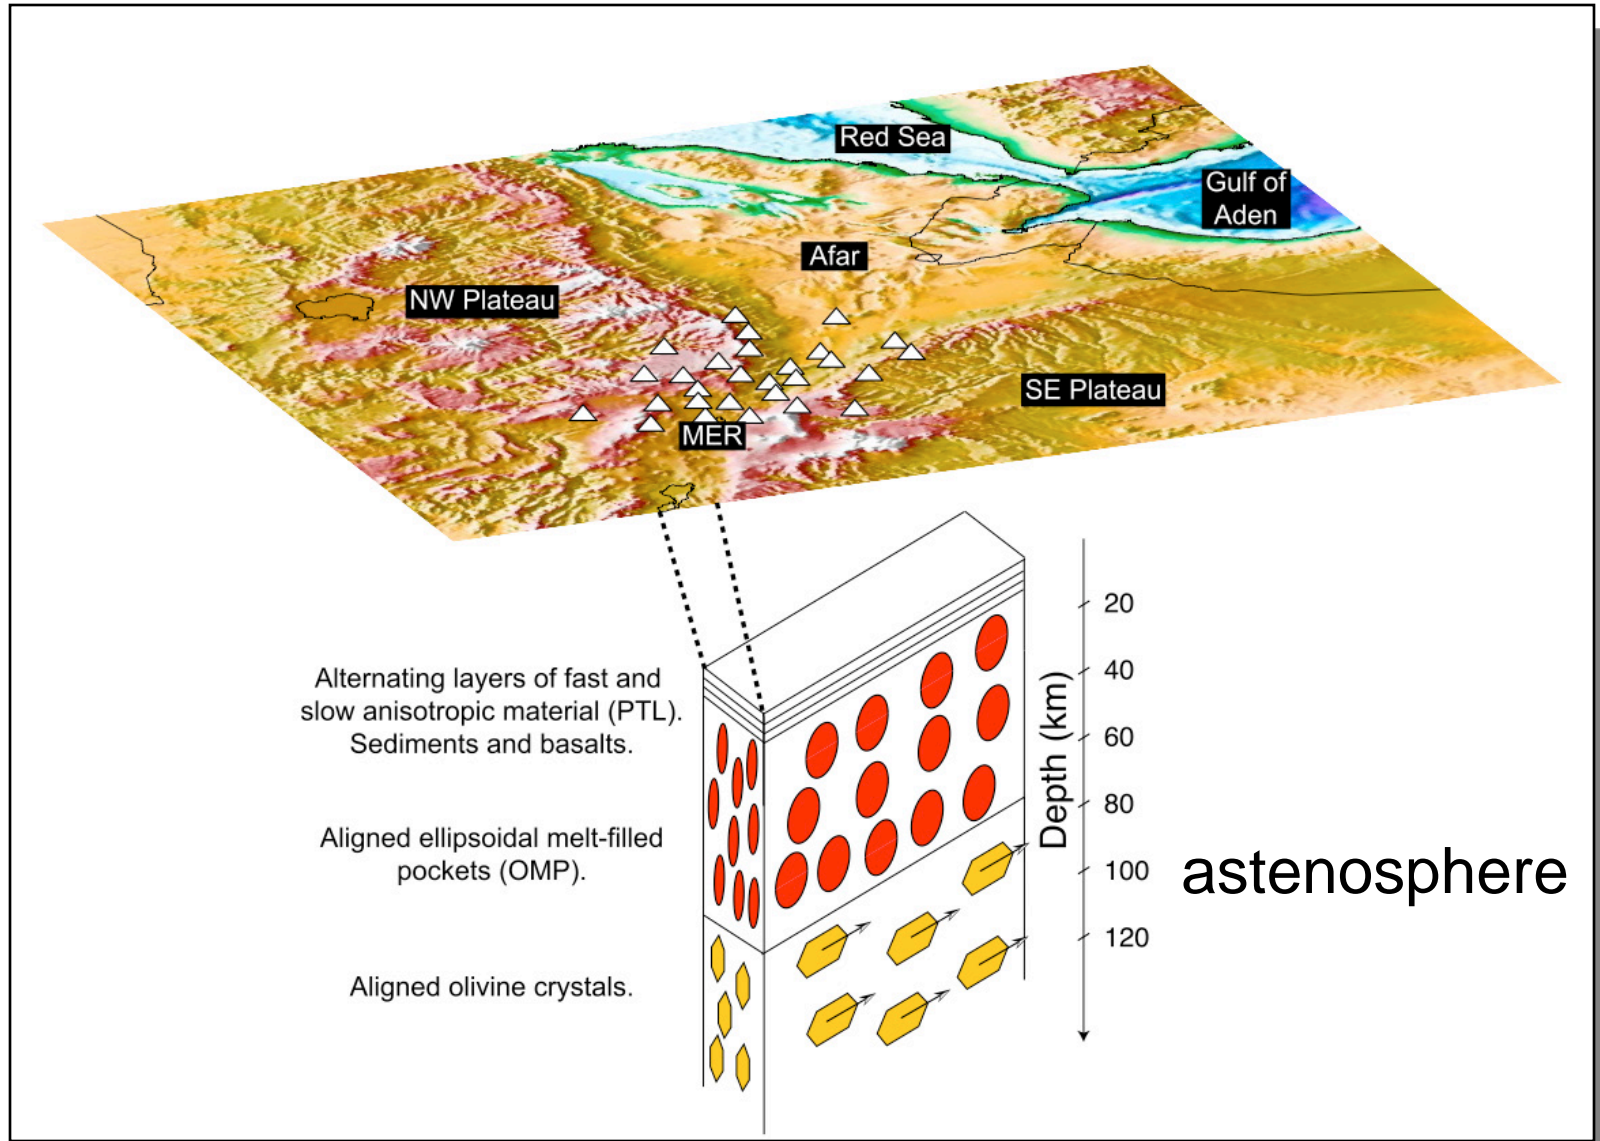 Red Sea
Gulf of
Aden
Afar
NW Plateau
SE Plateau
MER
20
40
60
80
100
120
Depth (km)
Alternating layers of fast and
slow anisotropic material (PTL).
Sediments and basalts.
Aligned ellipsoidal melt-filled
pockets (OMP).
astenosphere
Aligned olivine crystals.